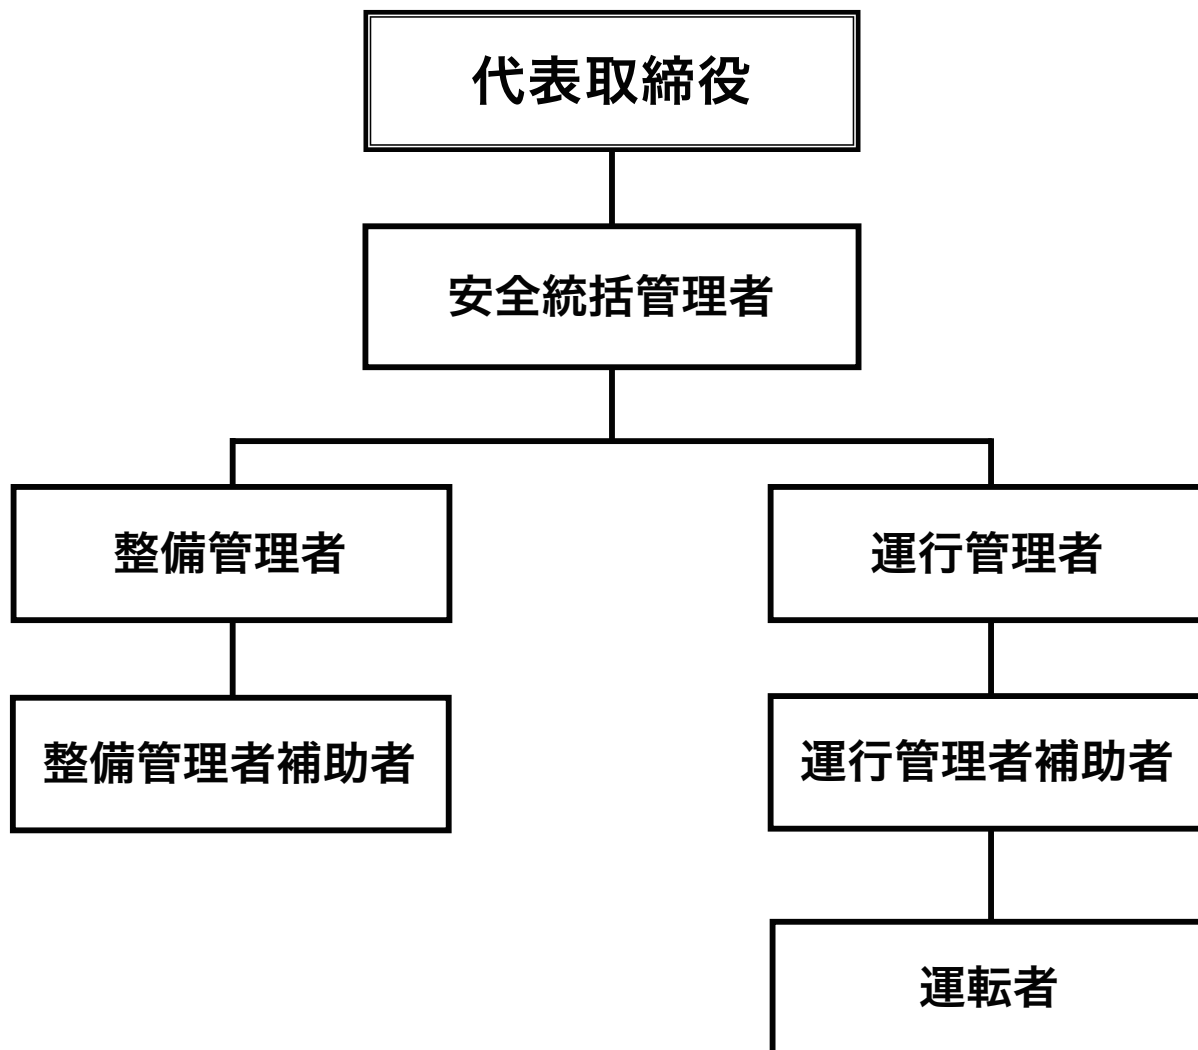 代表取締役
安全統括管理者
整備管理者
運行管理者
整備管理者補助者
運行管理者補助者
運転者